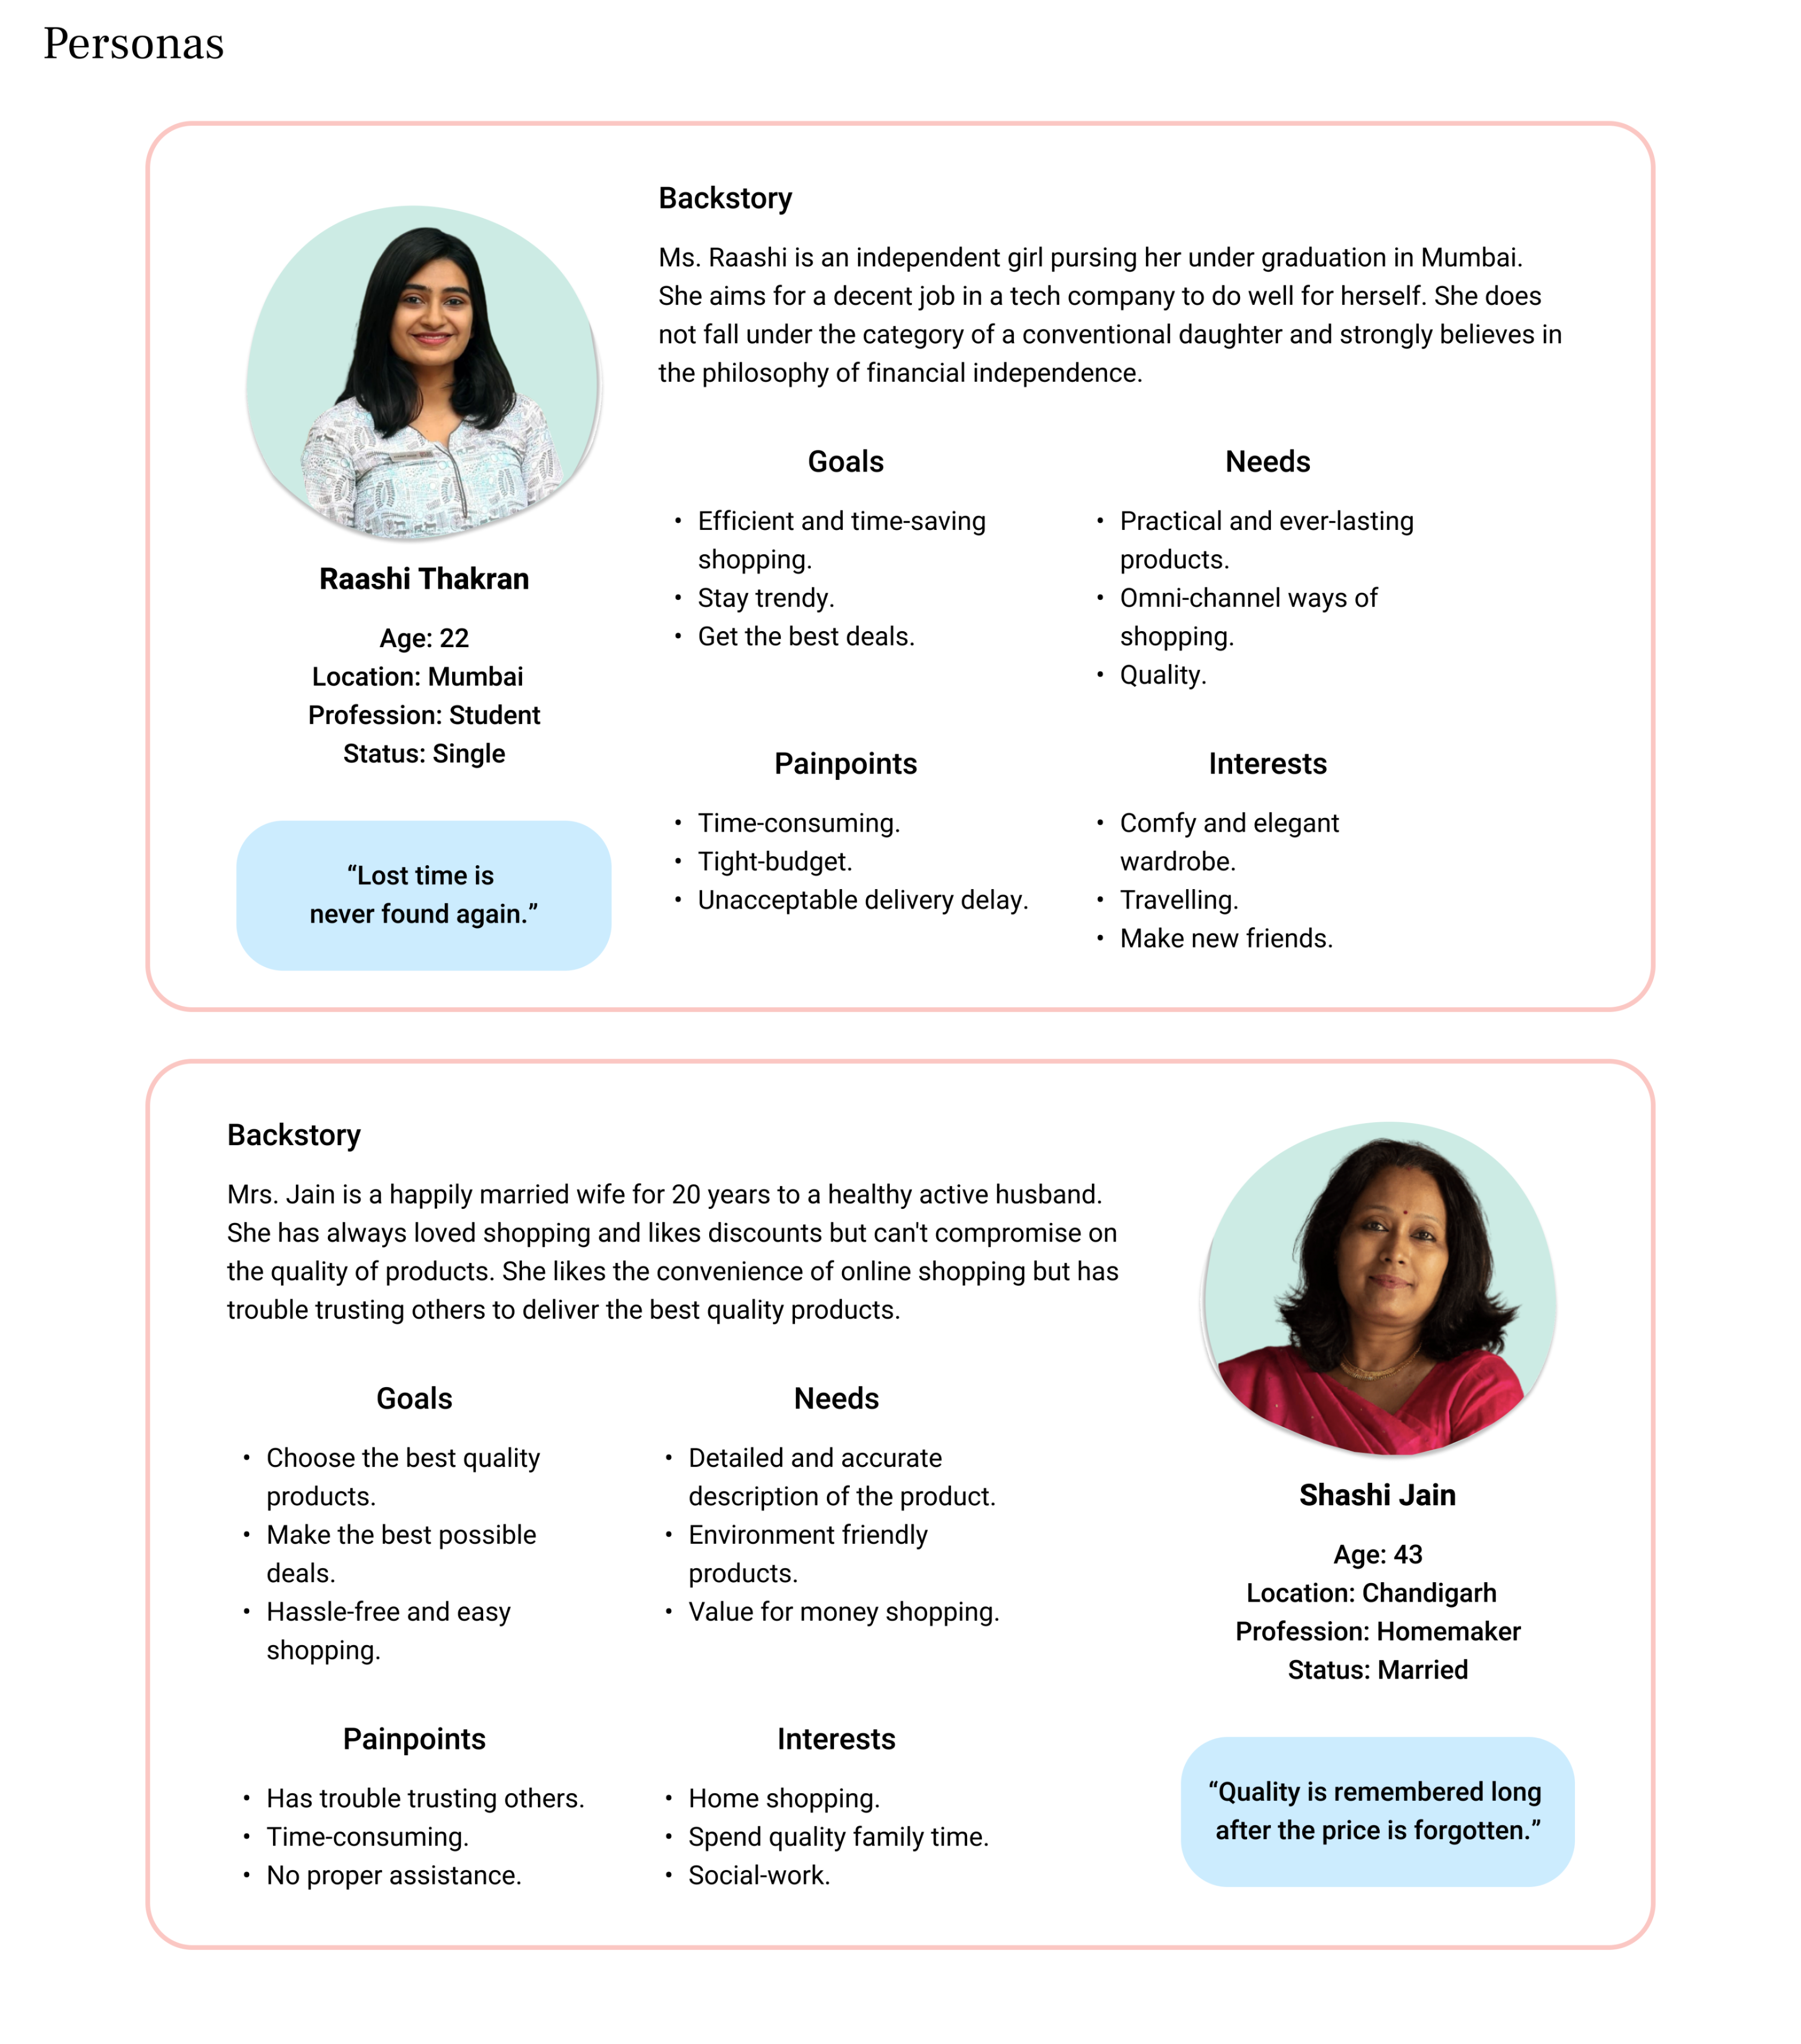 Personas
Backstory
Ms. Raashi is an independent girl pursing her under graduation in Mumbai.
She aims for a decent job in a tech company to do well for herself. She does
not fall under the category of a conventional daughter and strongly believes in
the philosophy of financial independence.
Raashi Thakran
Age: 22
Location: Mumbai
Profession: Student
Status: Single
“Lost time is
never found again.”
Goals
• Efficient and time-saving
shopping.
• Stay trendy.
• Get the best deals.
Needs
• Practical and ever-lasting
products.
• Omni-channel ways of
shopping.
• Quality.
Painpoints
• Time-consuming.
• Tight-budget.
• Unacceptable delivery delay.
Interests
• Comfy and elegant
wardrobe.
• Travelling.
• Make new friends.
Backstory
Mrs. Jain is a happily married wife for 20 years to a healthy active husband.
She has always loved shopping and likes discounts but can't compromise on
the quality of products. She likes the convenience of online shopping but has
trouble trusting others to deliver the best quality products.
Goals
• Choose the best quality
products.
• Make the best possible
deals.
• Hassle-free and easy
shopping.
Needs
• Detailed and accurate
description of the product.
• Environment friendly
products.
• Value for money shopping.
Painpoints
• Has trouble trusting others.
• Time-consuming.
• No proper assistance.
Interests
• Home shopping.
• Spend quality family time.
• Social-work.
Shashi Jain
Age: 43
Location: Chandigarh
Profession: Homemaker
Status: Married
“Quality is remembered long
after the price is forgotten.”